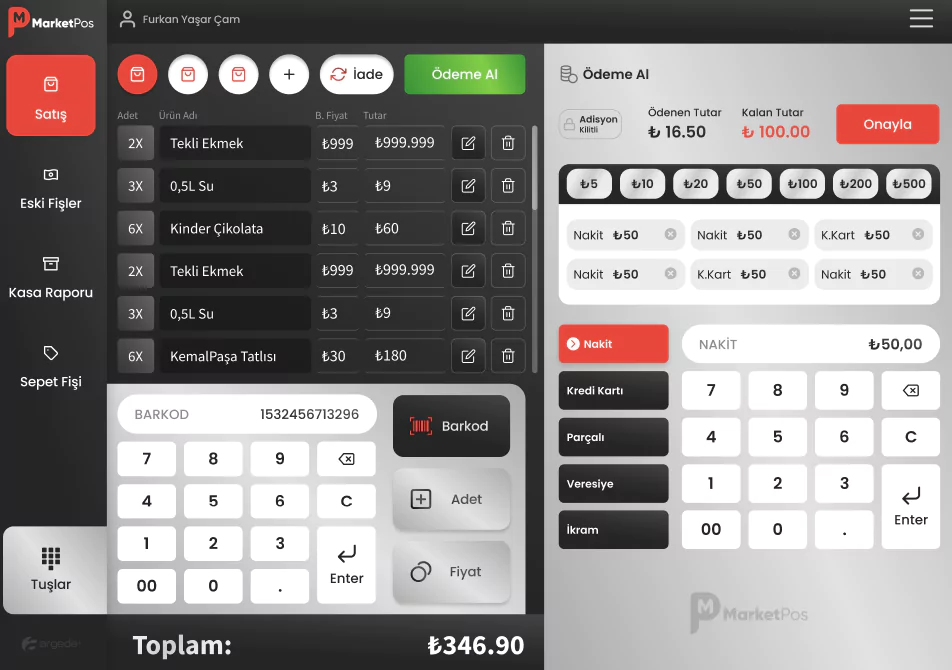 MarketPos
Furkan Yaşar Çam
Satış
Eski Fişler
Kasa Raporu
Sepet Fişi
Tuşlar
İade
Ödeme Al
Adet Ürün Adı B. Fiyat Tutar
2X Tekli Ekmek ₺999 ₺999.999
3X 0,5L Su ₺3 ₺9
6X Kinder Çikolata ₺10 ₺60
2X Tekli Ekmek ₺999 ₺999.999
3X 0,5L Su ₺3 ₺9
6X KemalPaşa Tatlısı ₺30 ₺180
BARKOD 1532456713296
7 8 9
4 5 6 C
1 2 3
00 0 .
Enter
Barkod
Adet
Fiyat
Toplam: ₺346.90
Ödeme Al
Adisyon
Kilitli
Ödenen Tutar
₺ 16.50
Kalan Tutar
₺ 100.00
Onayla
₺5 ₺10 ₺20 ₺50 ₺100 ₺200 ₺500
Nakit ₺50 Nakit ₺50 K.Kart ₺50
Nakit ₺50 K.Kart ₺50 Nakit ₺50
Nakit
Kredi Kartı
Parçalı
Veresiye
İkram
NAKİT ₺50,00
7 8 9
4 5 6 C
1 2 3
00 0 .
Enter
MarketPos
argedek